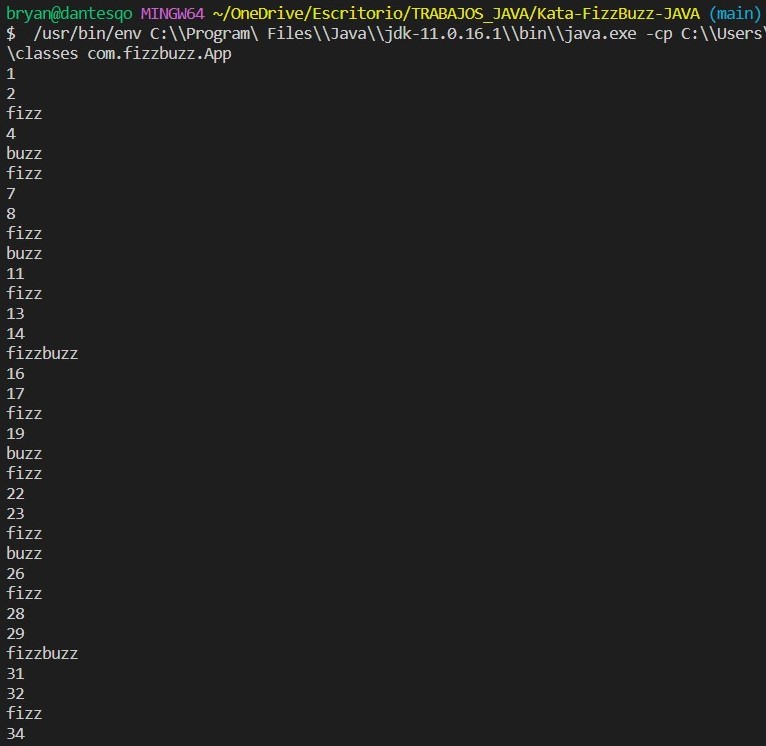 bryan@dantesqo MINGW64 ~/OneDrive/Escritorio/TRABAJOS_JAVA/Kata-FizzBuzz-JAVA (main)
$  /usr/bin/env C:\\Program\ Files\\Java\\jdk-11.0.16.1\\bin\\java.exe -cp C:\\Users\
\classes com.fizzbuzz.App
1
2
fizz
4
buzz
fizz
7
8
fizz
buzz
11
fizz
13
14
fizzbuzz
16
17
fizz
19
buzz
fizz
22
23
fizz
buzz
26
fizz
28
29
fizzbuzz
31
32
fizz
34